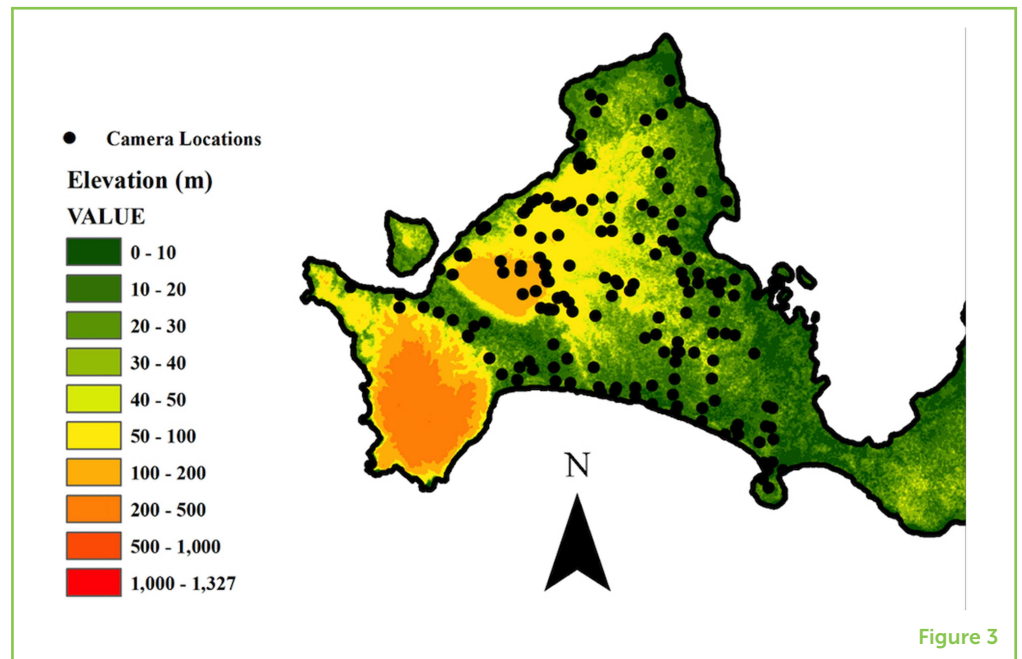 Camera Locations
Elevation (m)
VALUE
0 - 10
10 - 20
20 - 30
30 - 40
40 - 50
50 - 100
100 - 200
200 - 500
500 - 1,000
1,000 - 1,327
N
Figure 3